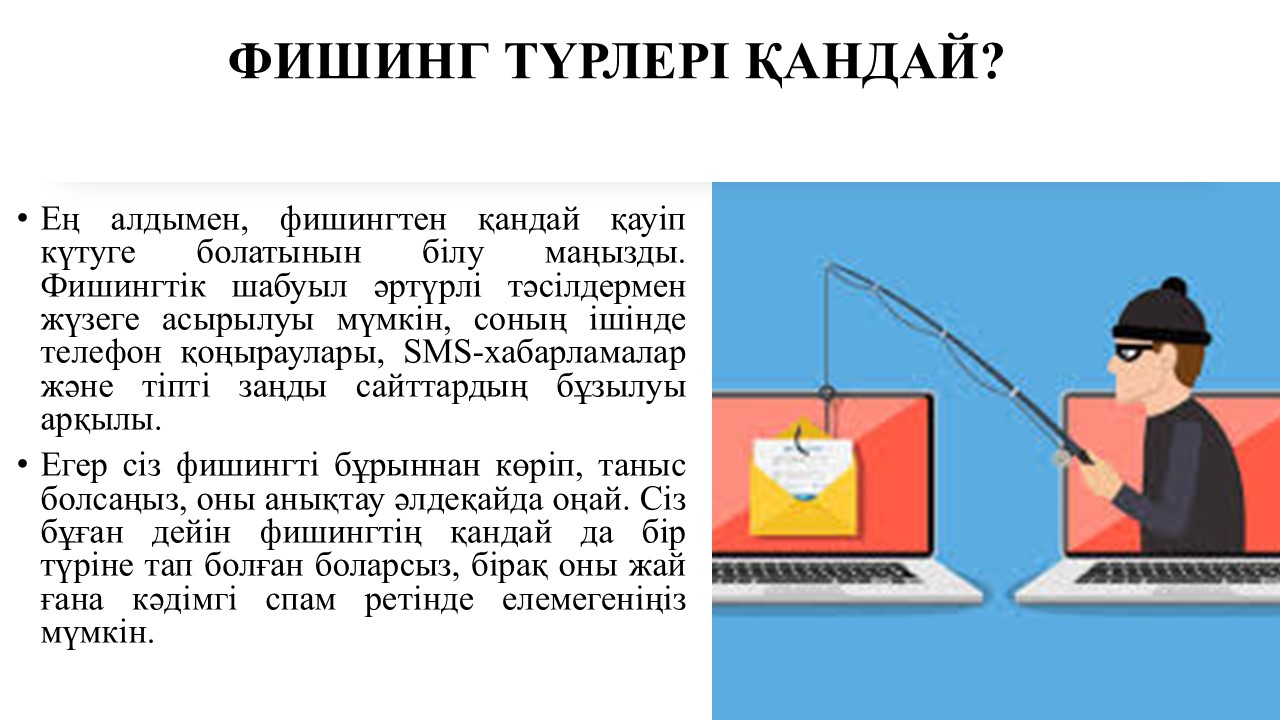 ФИШИНГ ТҮРЛЕРІ ҚАНДАЙ?
• Ең алдымен, фишингтен қандай қауіп
күтуге болатынын білу маңызды.
Фишингтік шабуыл әртүрлі тәсілдермен
жүзеге асырылуы мүмкін, соның ішінде
телефон қоңыраулары, SMS-хабарламалар
және тіпті заңды сайттардың бұзылуы
арқылы.
• Егер сіз фишингті бұрыннан көріп, таныс
болсаңыз, оны анықтау әлдеқайда оңай. Сіз
бұған дейін фишингтің қандай да бір
түріне тап болған боларсыз, бірақ оны жай
ғана кәдімгі спам ретінде елемегеніңіз
мүмкін.